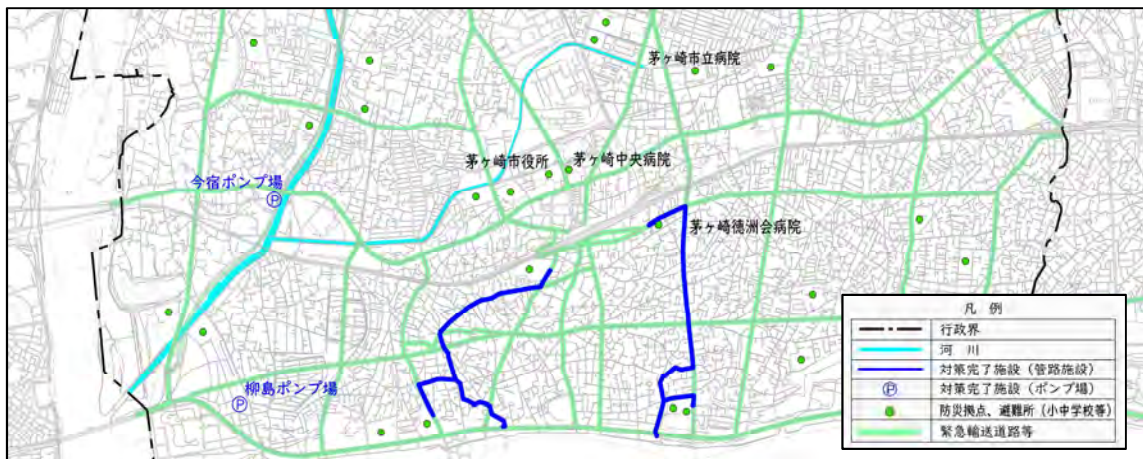 茅ヶ崎市立病院
茅ヶ崎市役所
茅ヶ崎中央病院
今宿ポンプ場
Ⓟ
茅ヶ崎徳洲会病院
柳島ポンプ場
Ⓟ
凡 例
行政界
河 川
対策完了施設（管路施設）
Ⓟ 対策完了施設（ポンプ場）
防災拠点、避難所（小中学校等）
緊急輸送道路等